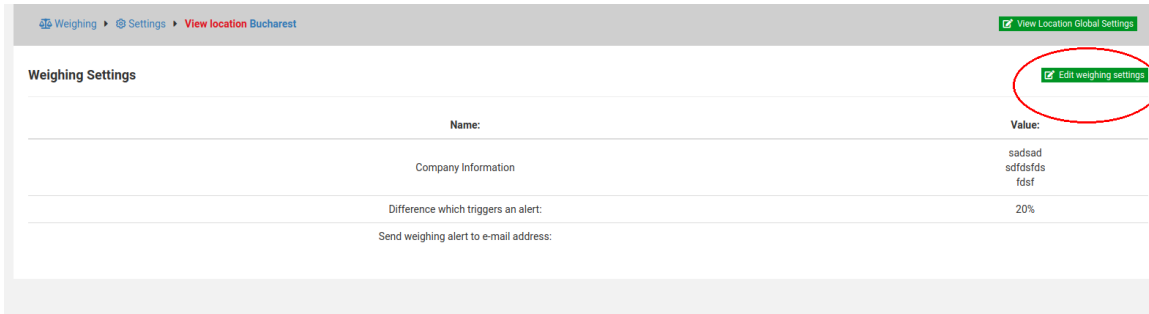 Weighing Settings View location Bucharest
View Location Global Settings
Weighing Settings
Edit weighing settings
Name: Value:
Company Information
sadsad
sdfdsfds
fdsf
Difference which triggers an alert: 20%
Send weighing alert to e-mail address: